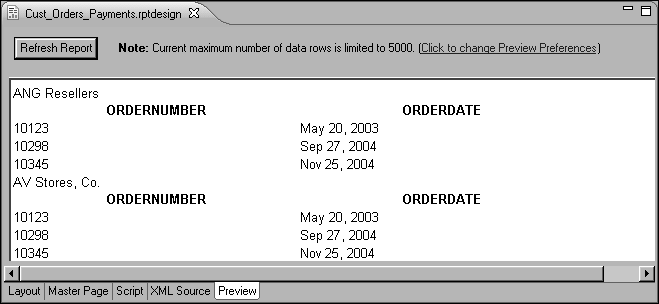 Cust_Orders_Payments.rptdesign
Refresh Report Note: Current maximum number of data rows is limited to 5000. (Click to change Preview Preferences)
ANG Resellers
ORDERNUMBER ORDERDATE
10123 May 20, 2003
10298 Sep 27, 2004
10345 Nov 25, 2004
AV Stores, Co.
ORDERNUMBER ORDERDATE
10123 May 20, 2003
10298 Sep 27, 2004
10345 Nov 25, 2004
Layout Master Page Script XML Source Preview